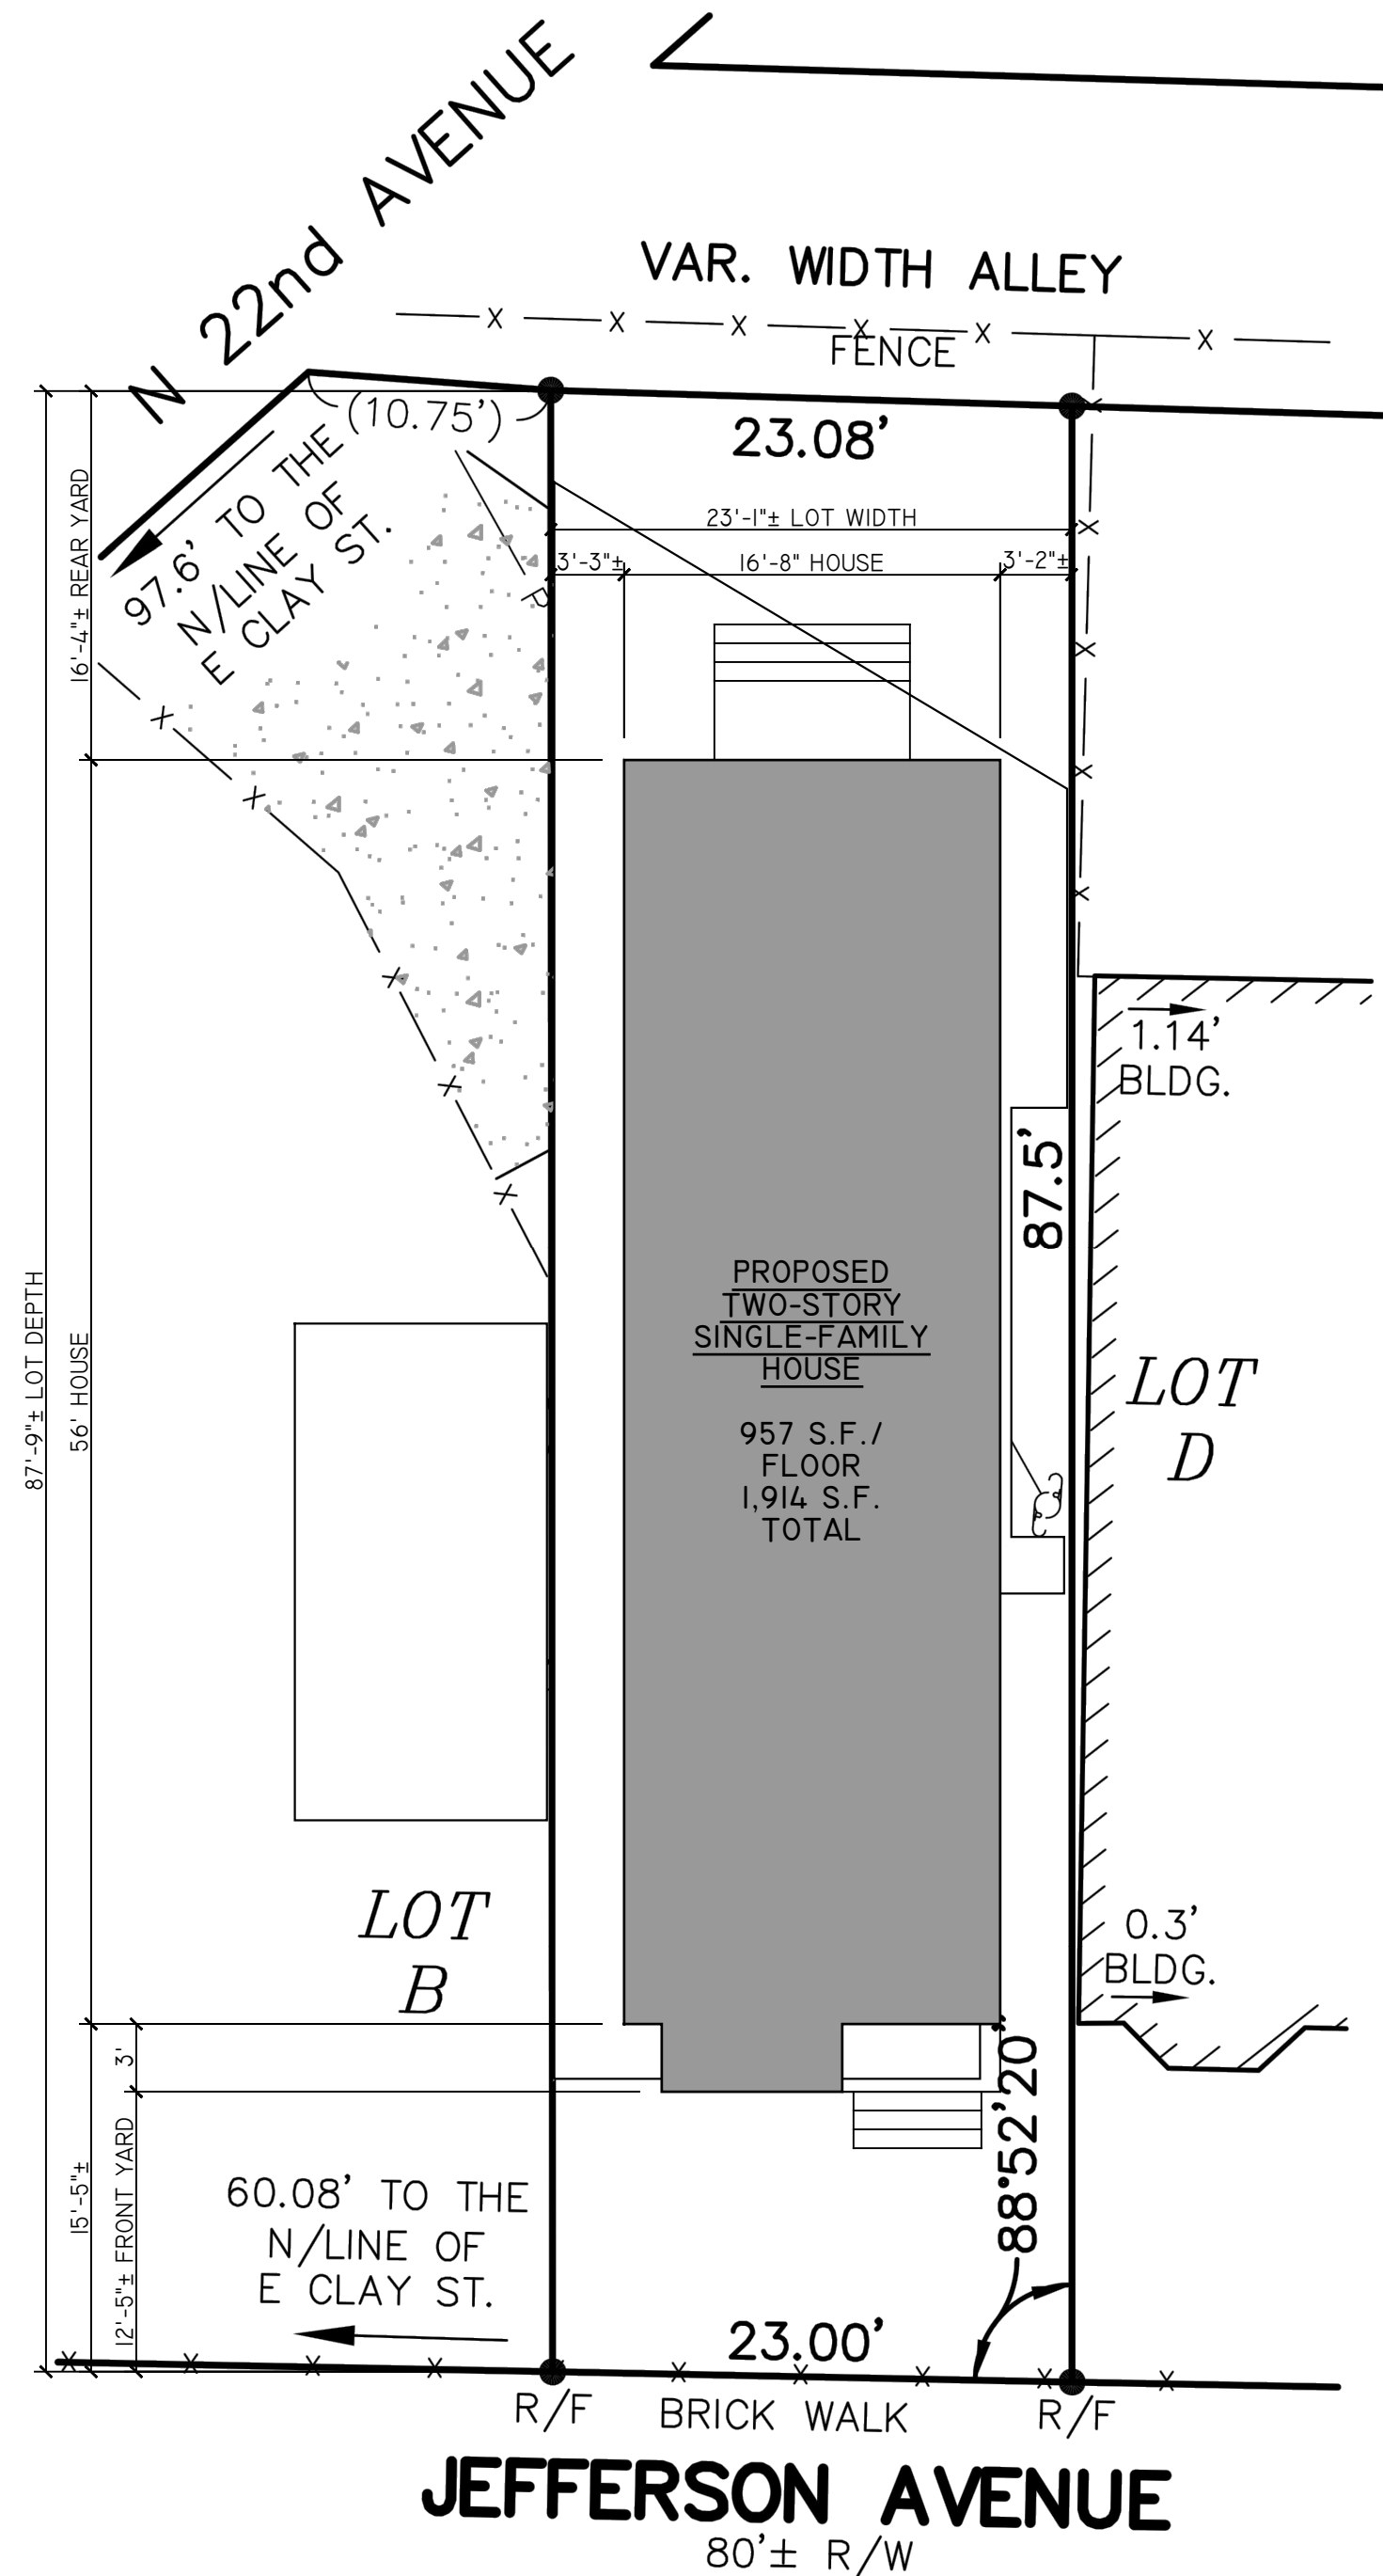 N 22nd AVENUE
VAR. WIDTH ALLEY
FENCE
(10.75')
23.08'
97.6' TO THE
N/LINE OF
E CLAY ST.
23'-1"± LOT WIDTH
3'-3"±
16'-8" HOUSE
3'-2"±
16'-4"± REAR YARD
P
1.14'
BLDG.
87.5'
87'-9"± LOT DEPTH
56' HOUSE
PROPOSED
TWO-STORY
SINGLE-FAMILY
HOUSE
957 S.F./
FLOOR
1,914 S.F.
TOTAL
LOT
D
LOT
B
0.3'
BLDG.
3'
15'-5"±
12'-5"± FRONT YARD
88°52'20"
60.08' TO THE
N/LINE OF
E CLAY ST.
23.00'
R/F
BRICK WALK
R/F
JEFFERSON AVENUE
80'± R/W